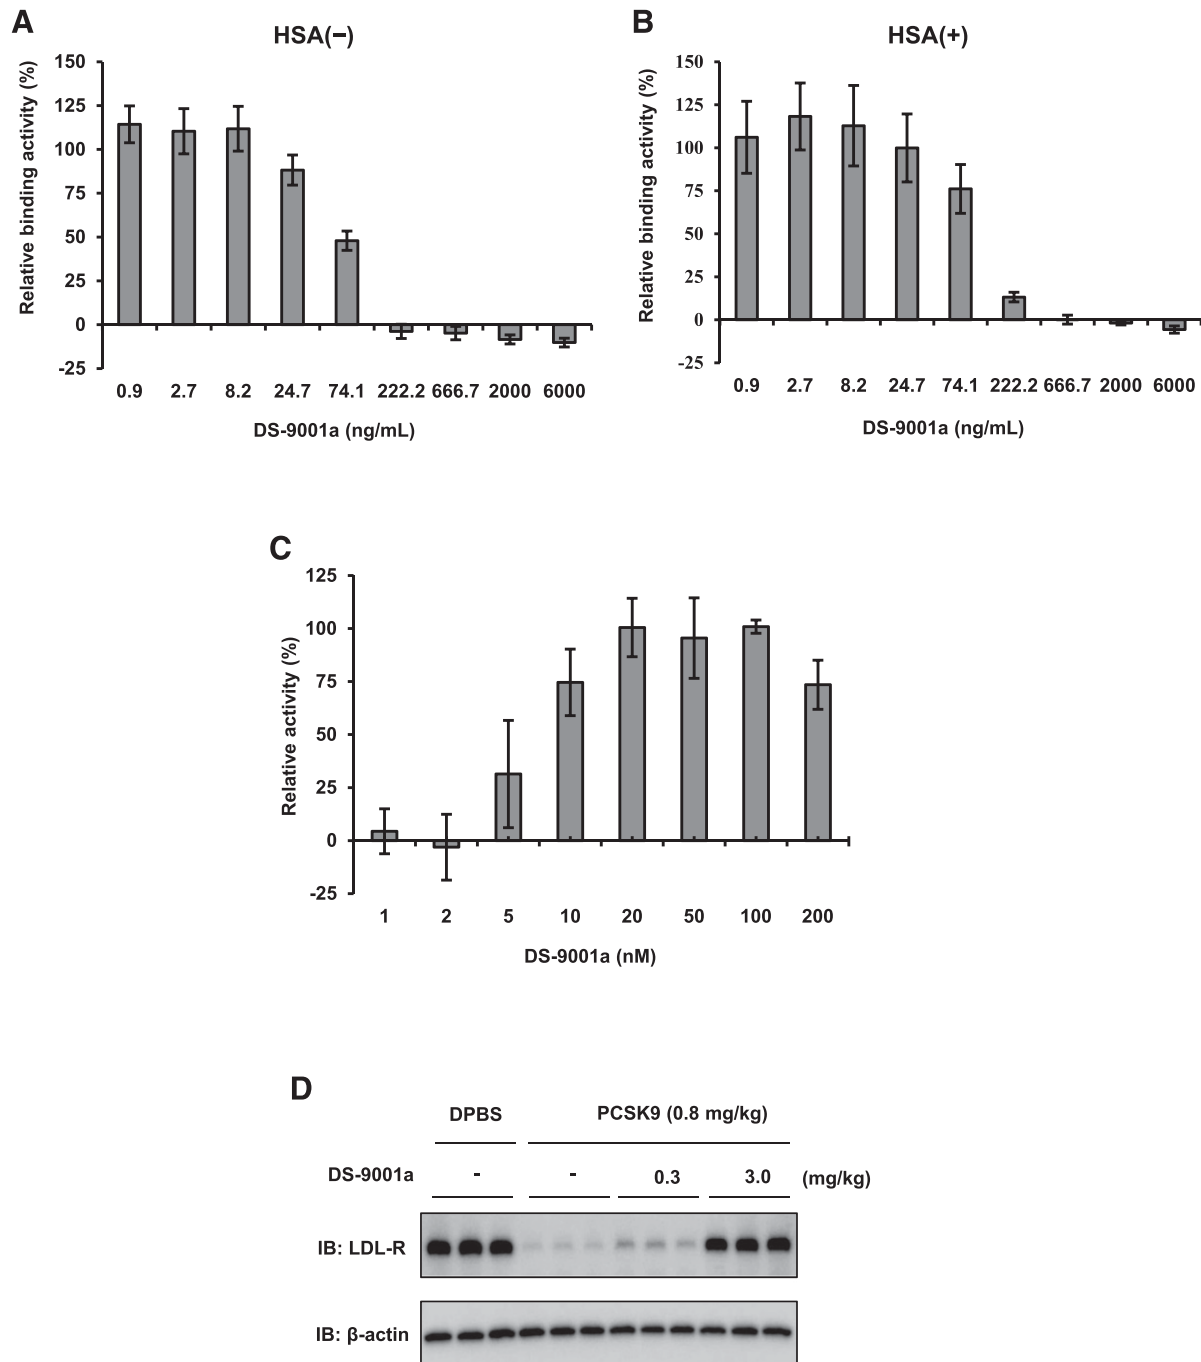 A
HSA(−)
Relative binding activity (%)
150
125
100
75
50
25
0
-25
0.9 2.7 8.2 24.7 74.1 222.2 666.7 2000 6000
DS-9001a (ng/mL)
B
HSA(+)
Relative binding activity (%)
150
125
100
75
50
25
0
-25
0.9 2.7 8.2 24.7 74.1 222.2 666.7 2000 6000
DS-9001a (ng/mL)
C
Relative activity (%)
125
100
75
50
25
0
-25
1 2 5 10 20 50 100 200
DS-9001a (nM)
D
DPBS PCSK9 (0.8 mg/kg)
DS-9001a - - 0.3 3.0 (mg/kg)
IB: LDL-R
IB: β-actin